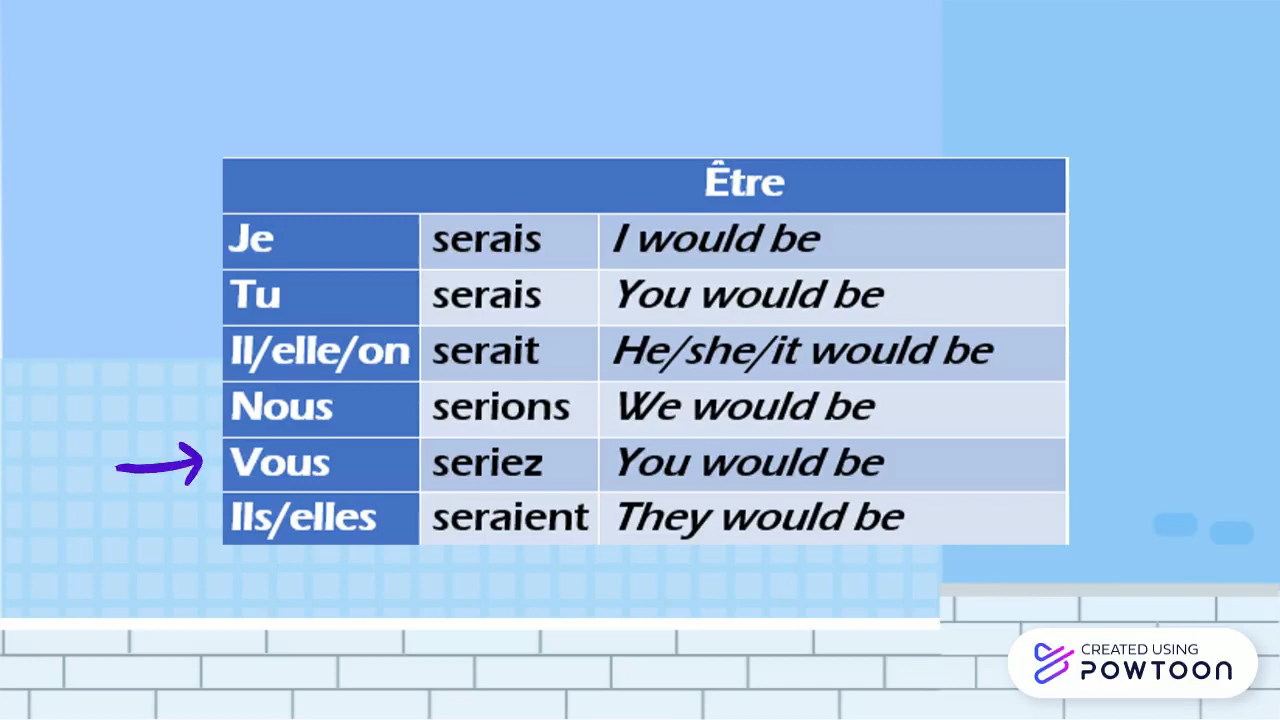 Être
Je serais I would be
Tu serais You would be
Il/elle/on serait He/she/it would be
Nous serions We would be
Vous seriez You would be
Ils/elles seraient They would be
CREATED USING
POWTOON